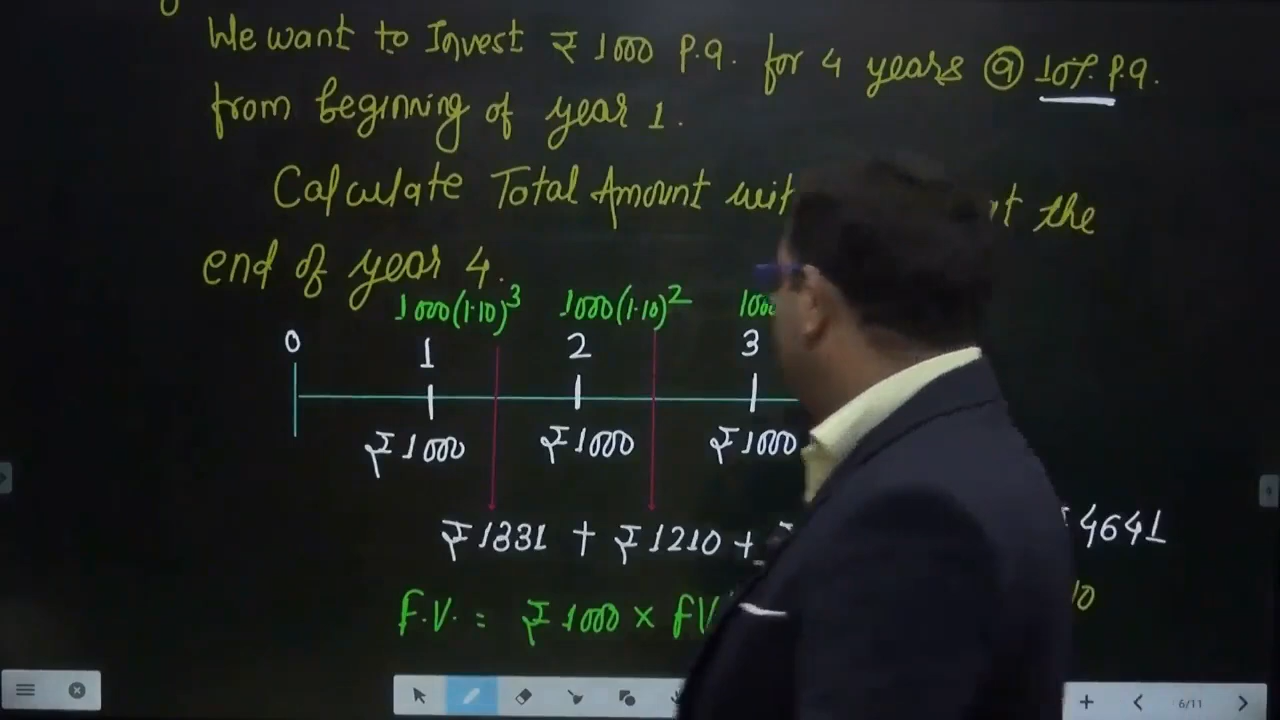 We want to Invest ₹ 1000 P.a. for 4 years @ 10% P.a.
from beginning of year 1.
Calculate Total Amount the
end of year 4.
1000(1.10)³ 1000(1.10)²
0 1 2 3
₹1000 ₹1000 ₹1000
₹1331 + ₹1210 + 4641
F.V. = ₹1000 ×
6/11